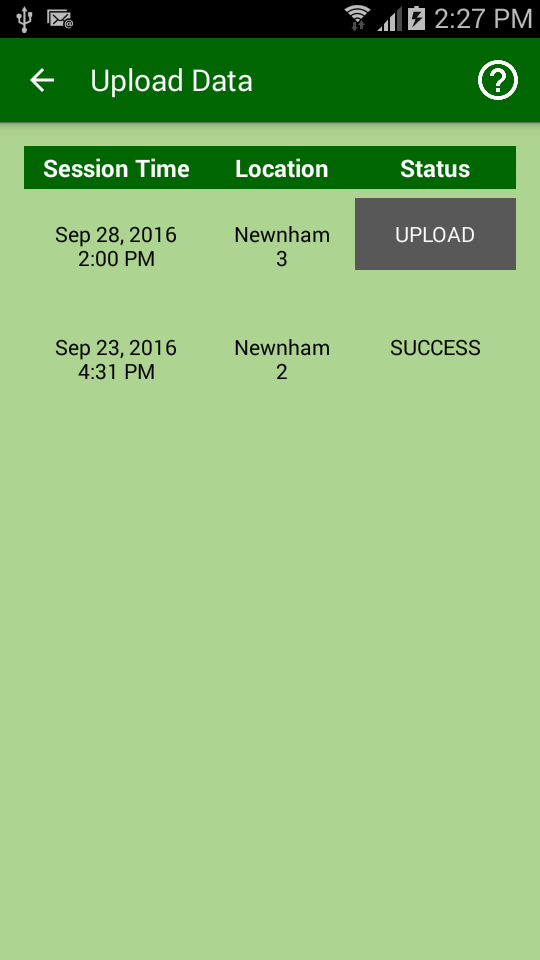 2:27 PM
Upload Data
Session Time Location Status
Sep 28, 2016 Newnham UPLOAD
2:00 PM 3
Sep 23, 2016 Newnham SUCCESS
4:31 PM 2